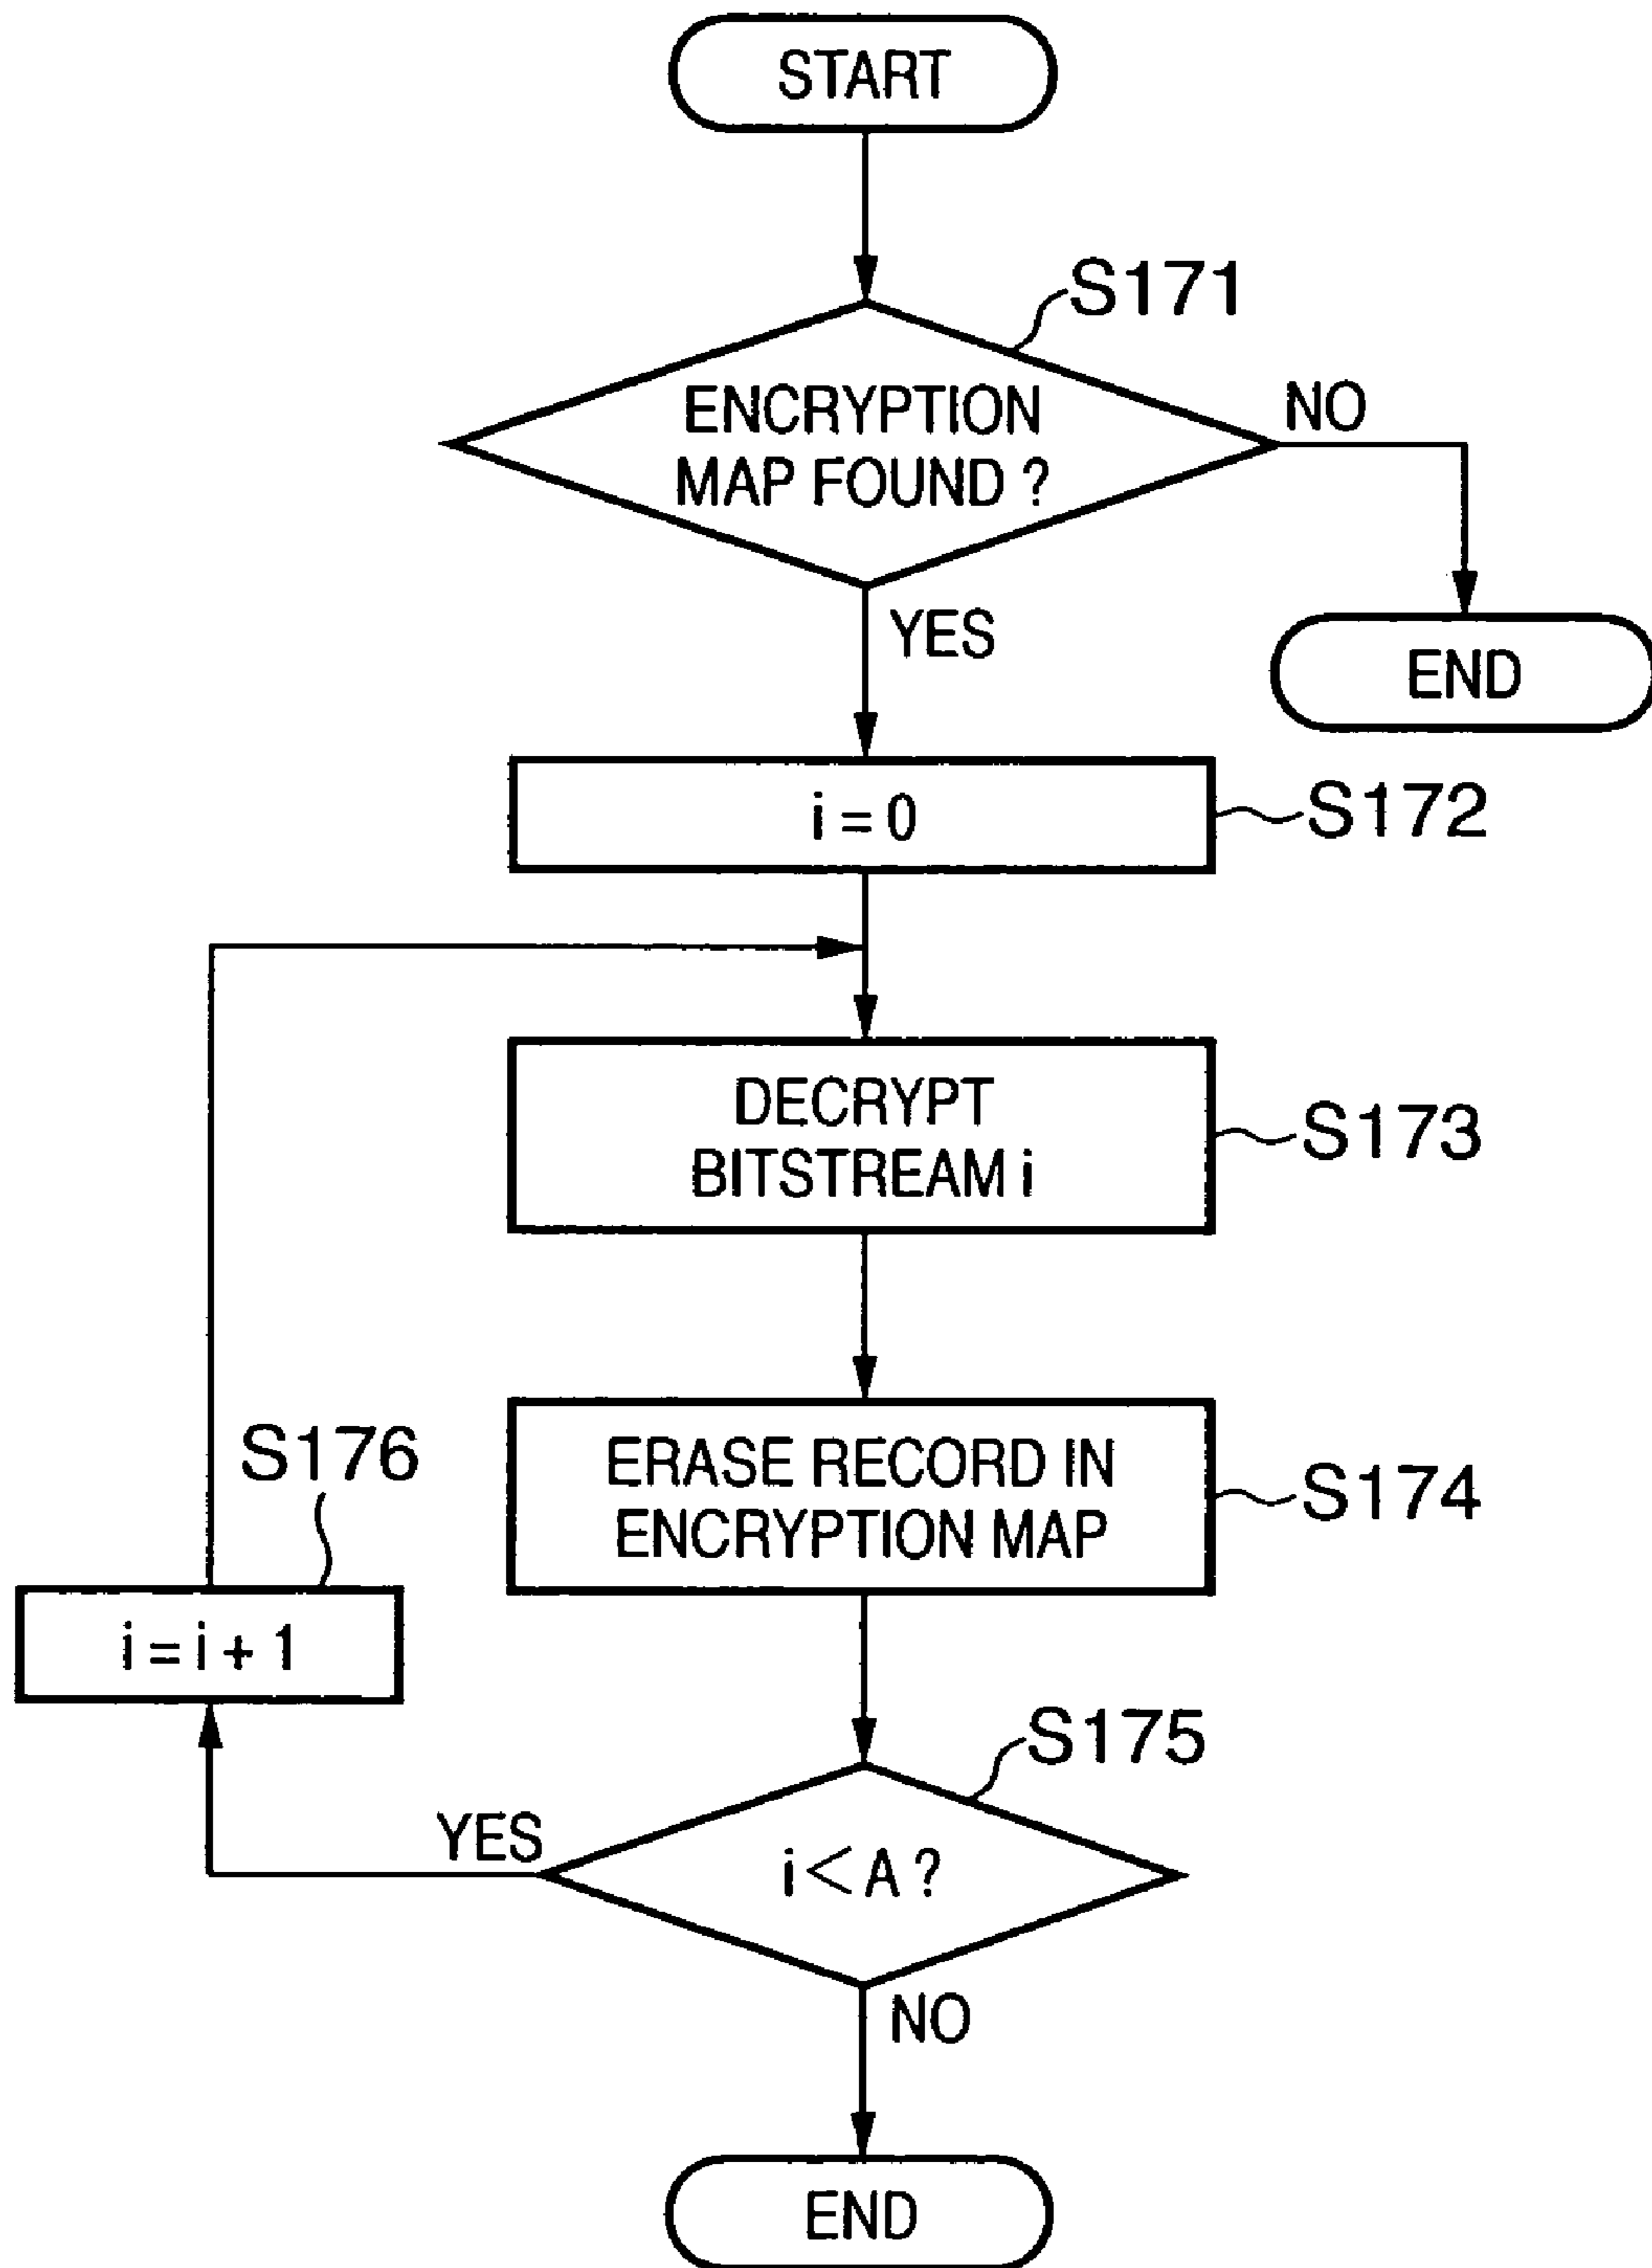 START
S171
ENCRYPTION
MAP FOUND ?
NO
YES
END
i = 0
S172
DECRYPT
BITSTREAM i
S173
ERASE RECORD IN
ENCRYPTION MAP
S174
S176
i = i + 1
S175
YES
i < A ?
NO
END